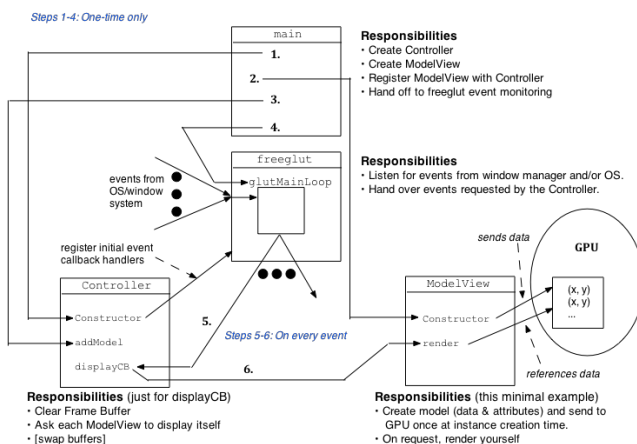 Steps 1-4: One-time only
main
1.
2.
3.
4.
Responsibilities
• Create Controller
• Create ModelView
• Register ModelView with Controller
• Hand off to freeglut event monitoring
freeglut
glutMainLoop
events from
OS/window
system
Responsibilities
• Listen for events from window manager and/or OS.
• Hand over events requested by the Controller.
register initial event
callback handlers
sends data
GPU
(x, y)
(x, y)
...
Controller
Constructor
addModel
displayCB
5.
Steps 5-6: On every event
6.
ModelView
Constructor
render
references data
Responsibilities (just for displayCB)
• Clear Frame Buffer
• Ask each ModelView to display itself
• [swap buffers]
Responsibilities (this minimal example)
• Create model (data & attributes) and send to
GPU once at instance creation time.
• On request, render yourself